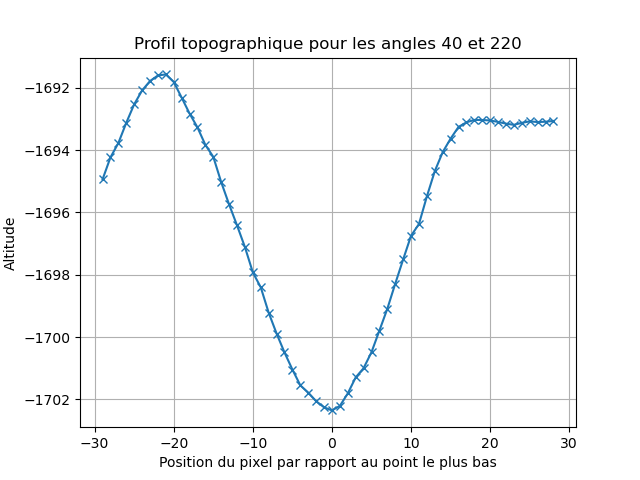 Profil topographique pour les angles 40 et 220
Altitude
−1692
−1694
−1696
−1698
−1700
−1702
−30 −20 −10 0 10 20 30
Position du pixel par rapport au point le plus bas